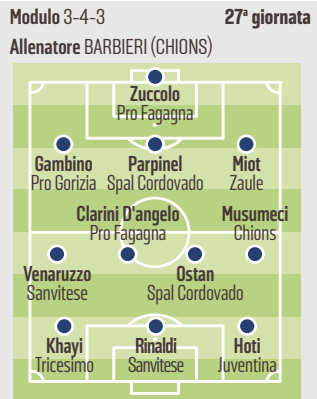 Modulo 3-4-3 27ª giornata
Allenatore BARBIERI (CHIONS)
Zuccolo
Pro Fagagna
Gambino Parpinel Miot
Pro Gorizia Spal Cordovado Zaule
Clarini D'angelo Musumeci
Pro Fagagna Chions
Venaruzzo Ostan
Sanvitese Spal Cordovado
Khayi Rinaldi Hoti
Tricesimo Sanvitese Juventina